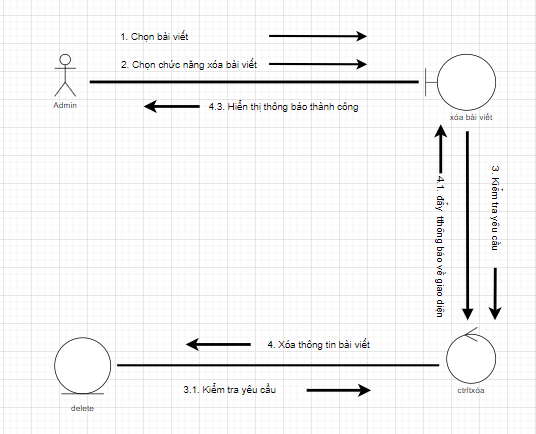 1. Chọn bài viết
2. Chọn chức năng xóa bài viết
Admin
4.3. Hiển thị thông báo thành công
xóa bài viết
3. Kiểm tra yêu cầu
4.1. đẩy tthông báo về giao diện
4. Xóa thông tin bài viết
3.1. Kiểm tra yêu cầu
delete
ctrltxóa